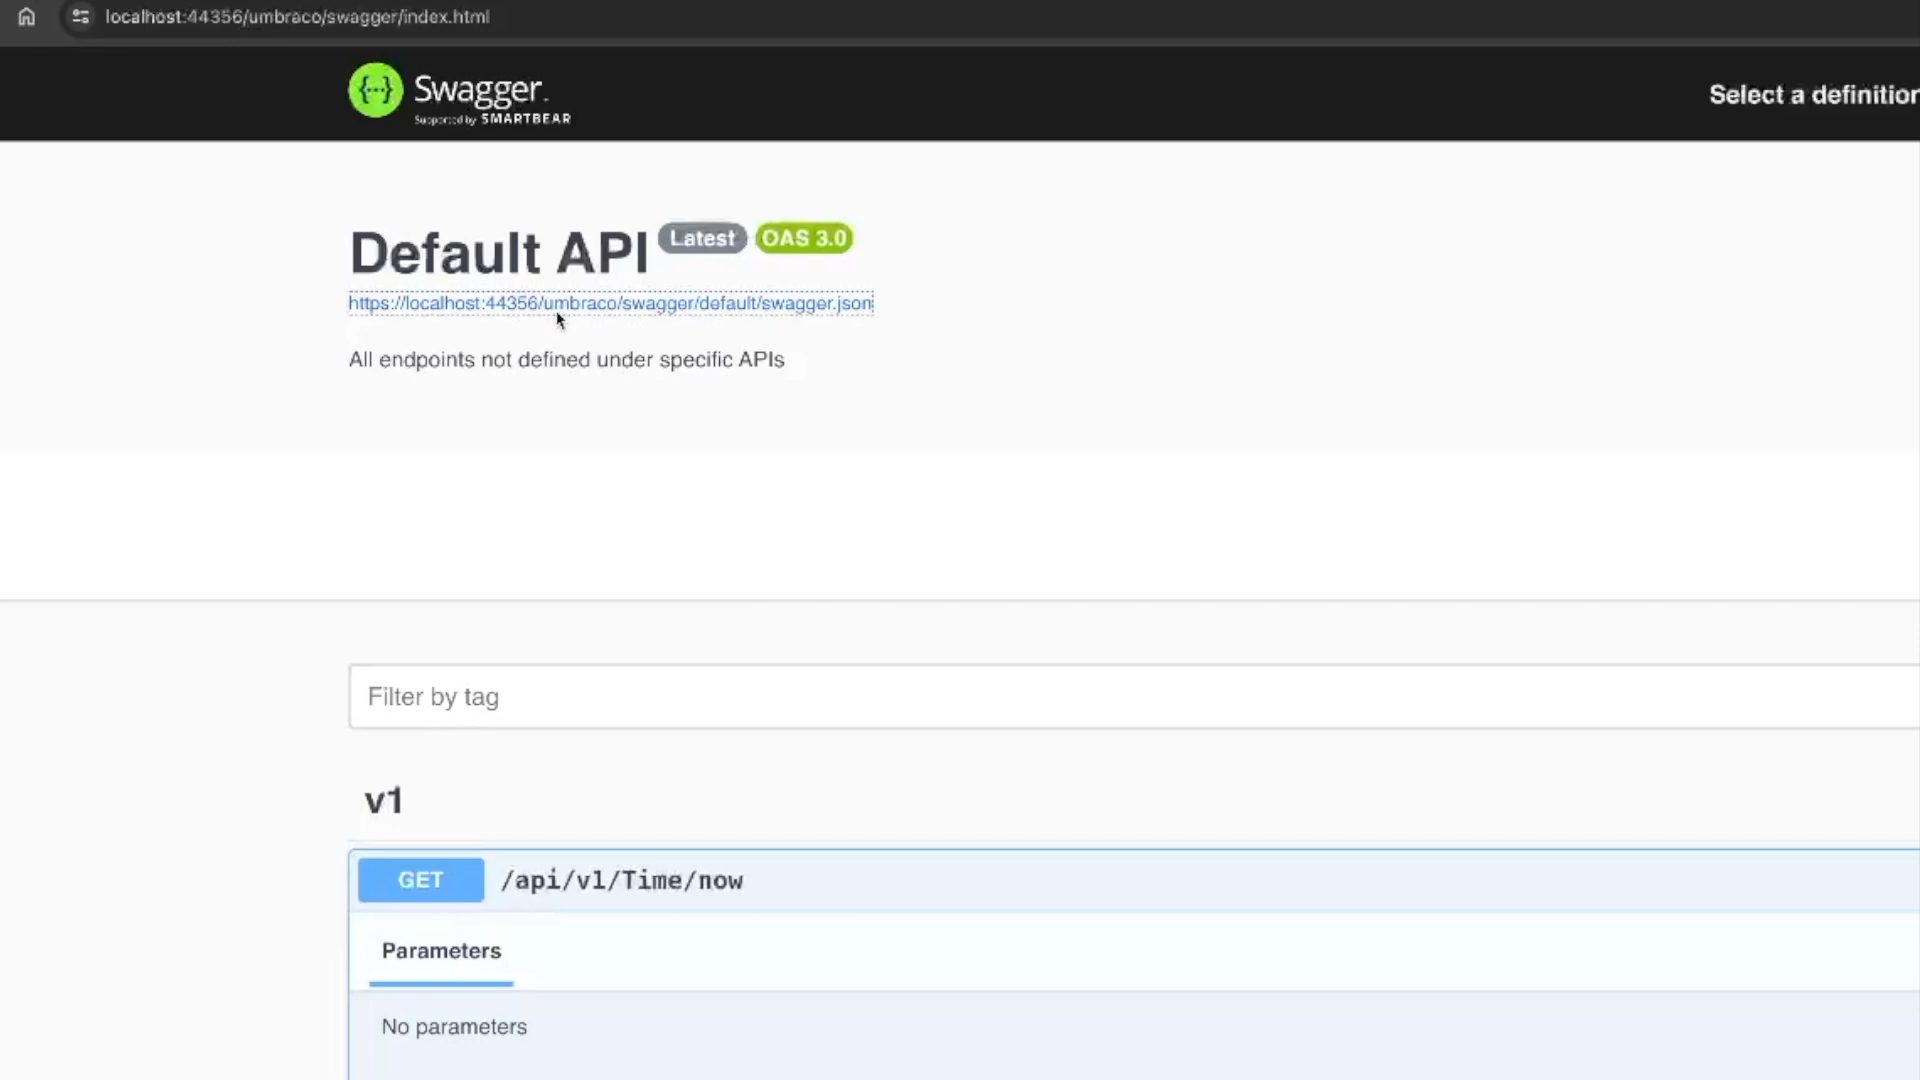 localhost:44356/umbraco/swagger/index.html
{···} Swagger.
Supported by SMARTBEAR
Select a definition
Default API Latest OAS 3.0
https://localhost:44356/umbraco/swagger/default/swagger.json
All endpoints not defined under specific APIs
Filter by tag
v1
GET /api/v1/Time/now
Parameters
No parameters